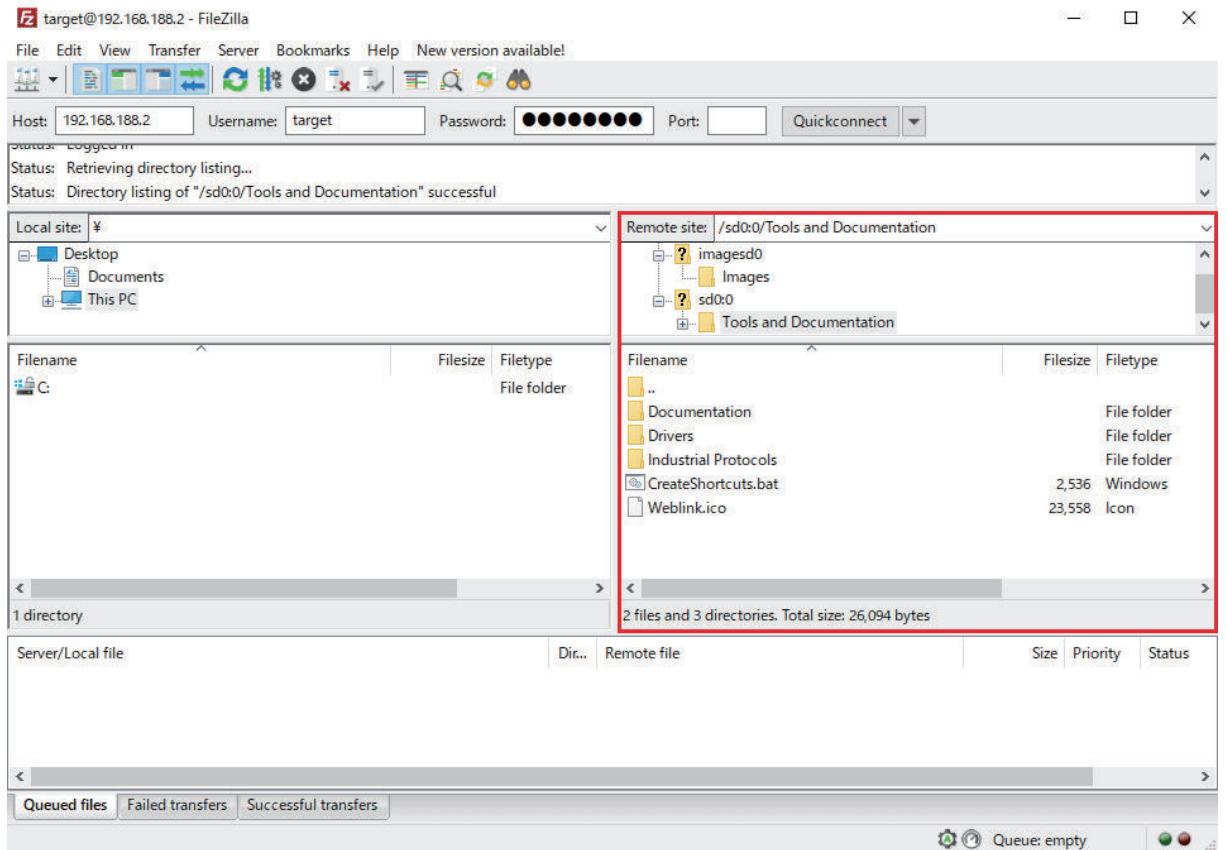 target@192.168.188.2 - FileZilla
File Edit View Transfer Server Bookmarks Help New version available!
Host: 192.168.188.2 Username: target Password: ●●●●●●●● Port: Quickconnect
Status: Logged in
Status: Retrieving directory listing...
Status: Directory listing of "/sd0:0/Tools and Documentation" successful
Local site: ¥
Desktop
Documents
This PC
Remote site: /sd0:0/Tools and Documentation
imagesd0
Images
sd0:0
Tools and Documentation
Filename Filesize Filetype
C: File folder
1 directory
Filename Filesize Filetype
..
Documentation File folder
Drivers File folder
Industrial Protocols File folder
CreateShortcuts.bat 2,536 Windows
Weblink.ico 23,558 Icon
2 files and 3 directories. Total size: 26,094 bytes
Server/Local file Dir... Remote file Size Priority Status
Queued files Failed transfers Successful transfers
Queue: empty